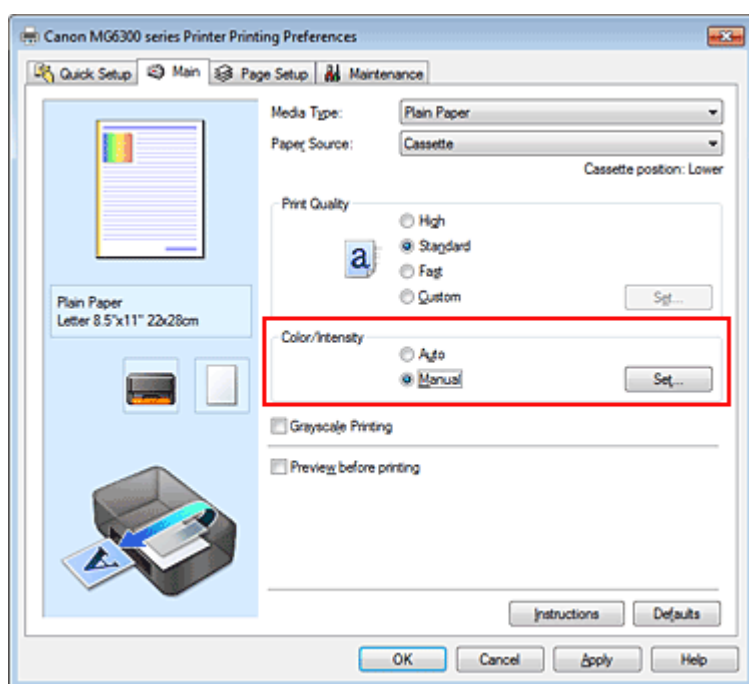 Canon MG6300 series Printer Printing Preferences
Quick Setup Main Page Setup Maintenance
Media Type: Plain Paper
Paper Source: Cassette
Cassette position: Lower
Print Quality
High
a Standard
Fast
Custom Set...
Plain Paper
Letter 8.5"x11" 22x28cm
Color/Intensity
Auto
Manual Set...
Grayscale Printing
Preview before printing
A
Instructions Defaults
OK Cancel Apply Help